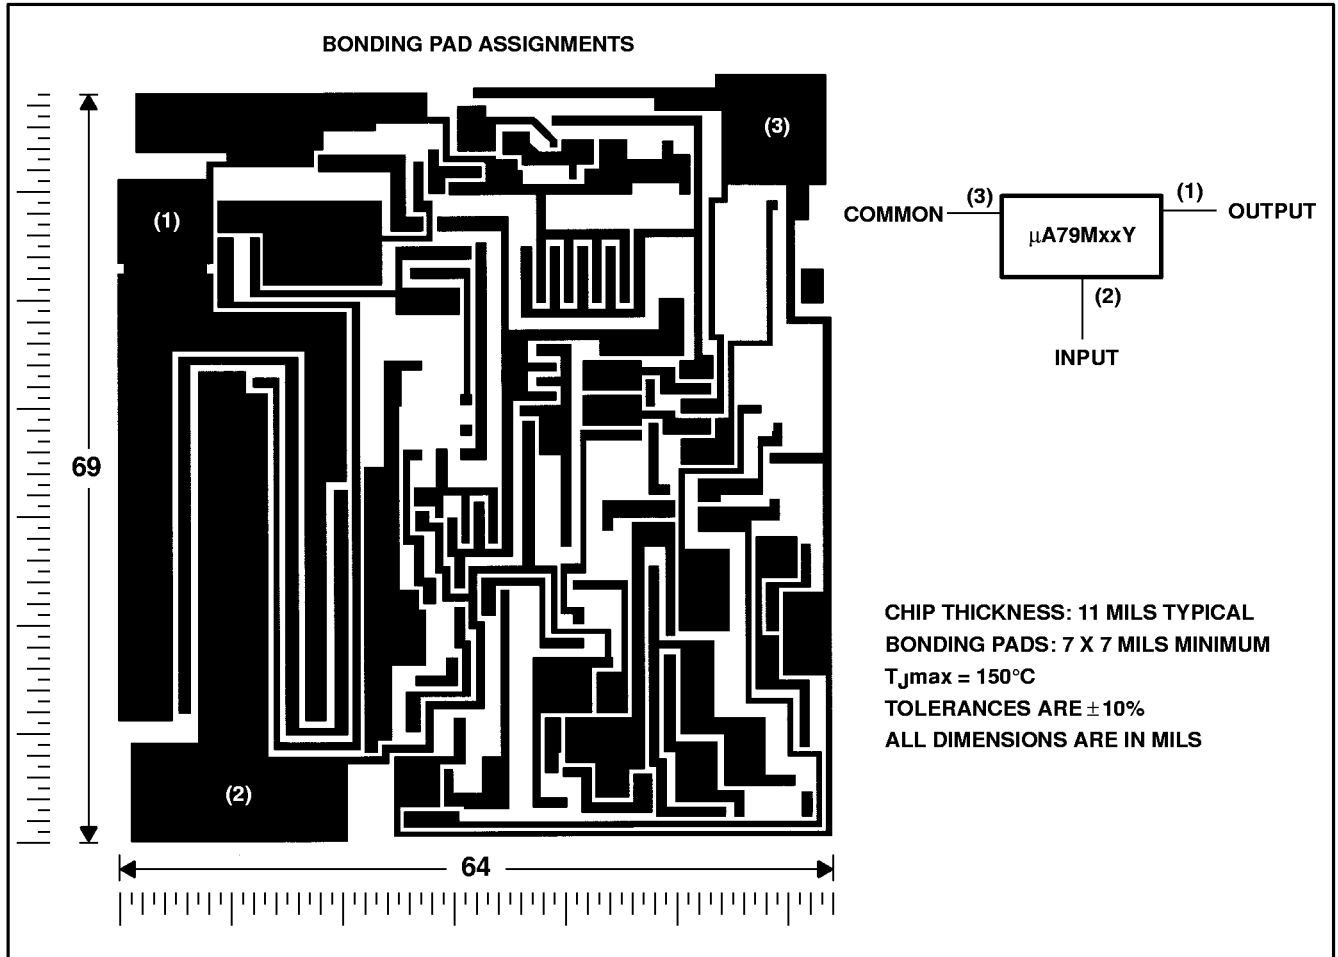 BONDING PAD ASSIGNMENTS
(3)
(1)
(3)
(1)
COMMON
OUTPUT
µA79MxxY
(2)
INPUT
69
CHIP THICKNESS: 11 MILS TYPICAL
BONDING PADS: 7 X 7 MILS MINIMUM
TJmax = 150°C
TOLERANCES ARE ±10%
ALL DIMENSIONS ARE IN MILS
(2)
64